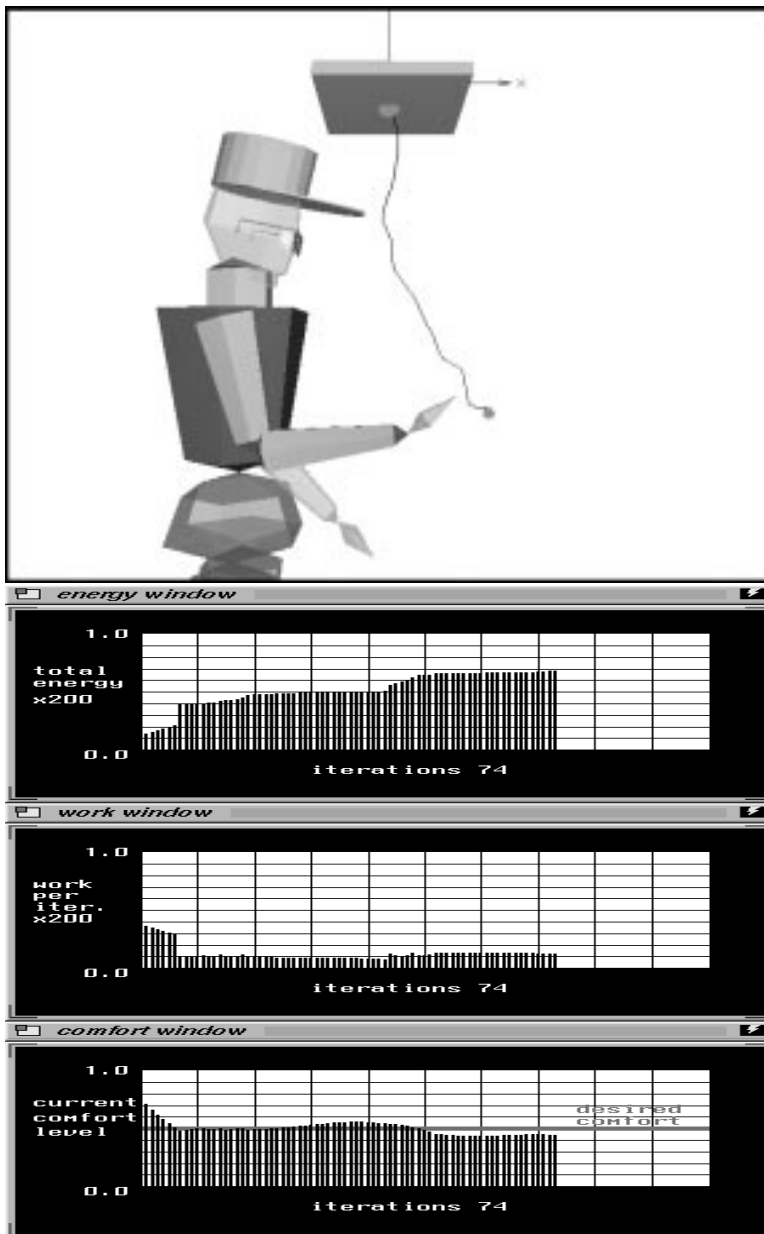 x
energy window
1.0
total
energy
x200
0.0
iterations 74
work window
1.0
work
per
iter.
x200
0.0
iterations 74
comfort window
1.0
current
comfort
level
desired
comfort
0.0
iterations 74